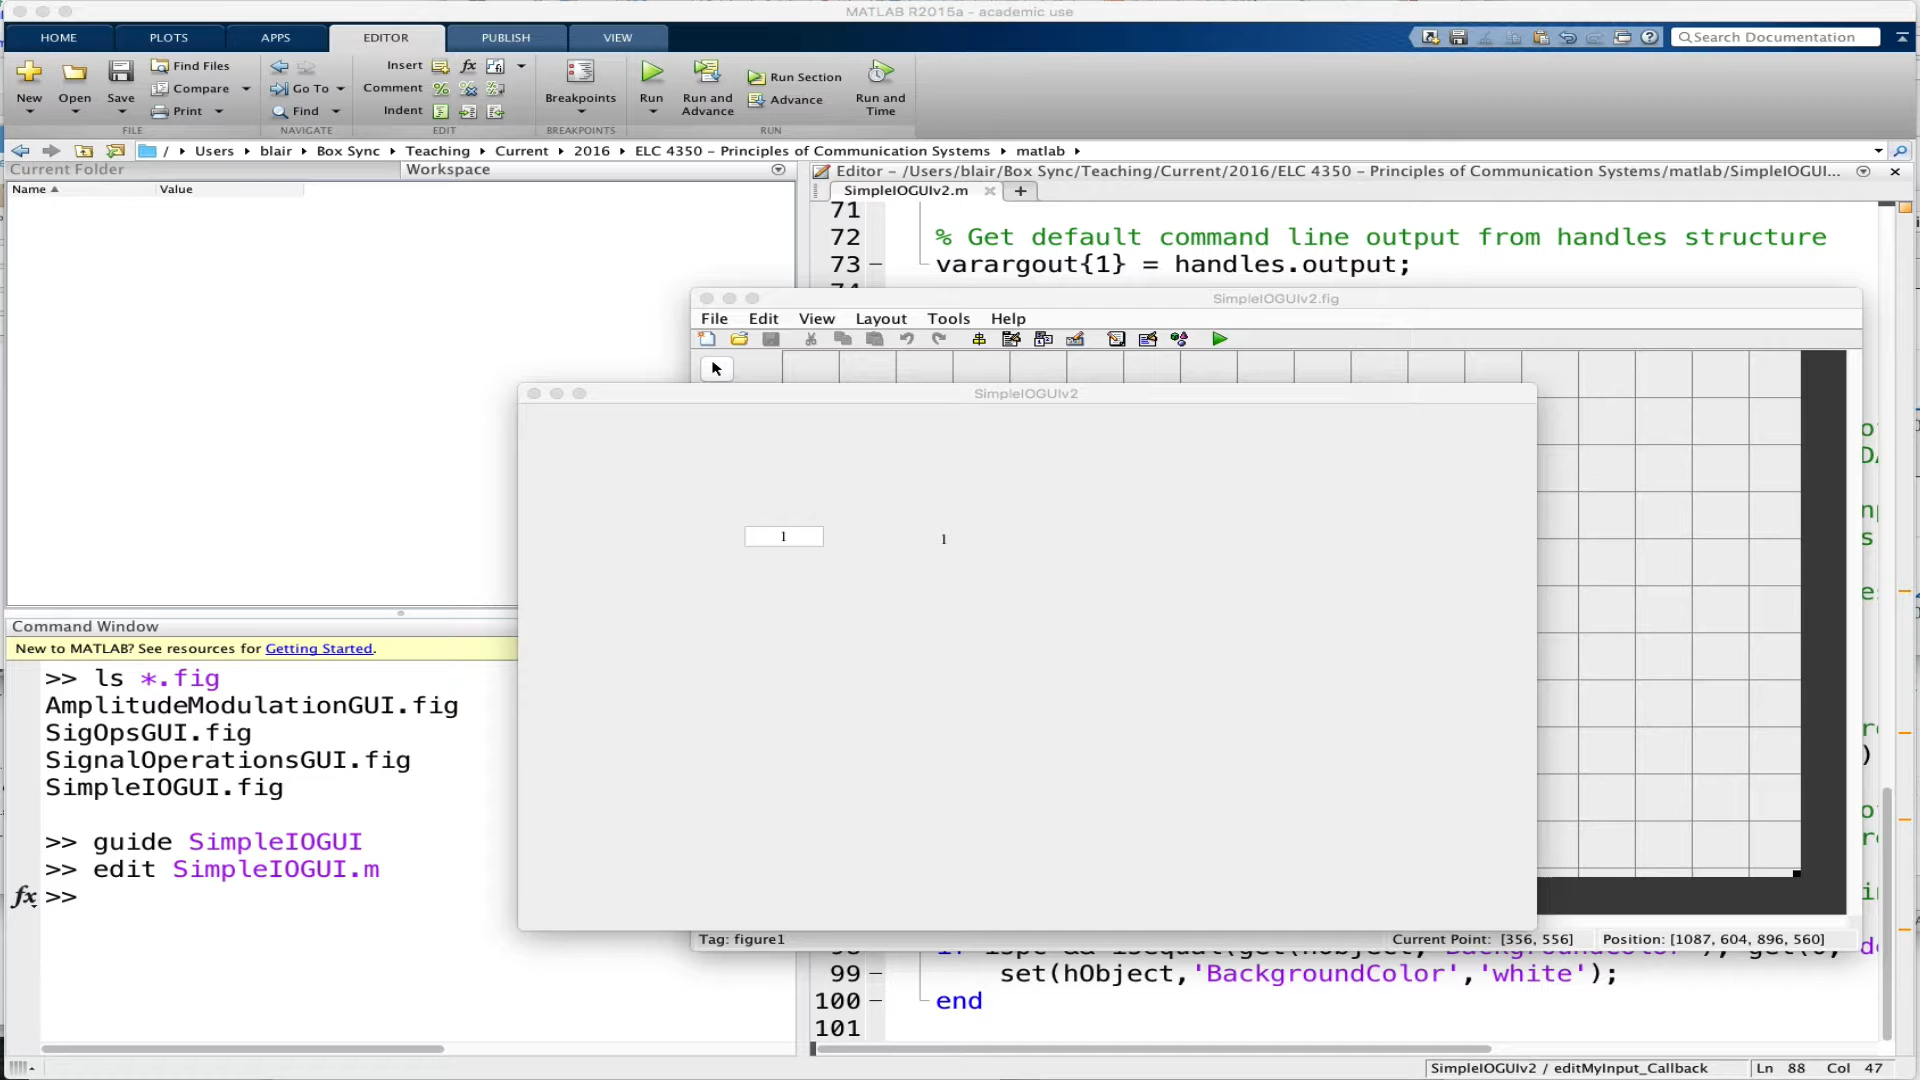 MATLAB R2015a - academic use
HOME PLOTS APPS EDITOR PUBLISH VIEW Search Documentation
New Open Save Find Files Compare Print Go To Find Insert Comment Indent fx Breakpoints Run Run and Advance Run Section Advance Run and Time
FILE NAVIGATE EDIT BREAKPOINTS RUN
/ Users blair Box Sync Teaching Current 2016 ELC 4350 - Principles of Communication Systems matlab
Current Folder Workspace
Name Value
Editor - /Users/blair/Box Sync/Teaching/Current/2016/ELC 4350 - Principles of Communication Systems/matlab/SimpleIOGUI...
SimpleIOGUIv2.m
71
72 % Get default command line output from handles structure
73 varargout{1} = handles.output;
SimpleIOGUIv2.fig
File Edit View Layout Tools Help
SimpleIOGUIv2
1 1
Command Window
New to MATLAB? See resources for Getting Started.
>> ls *.fig
AmplitudeModulationGUI.fig
SigOpsGUI.fig
SignalOperationsGUI.fig
SimpleIOGUI.fig
>> guide SimpleIOGUI
>> edit SimpleIOGUI.m
fx >>
Tag: figure1 Current Point: [356, 556] Position: [1087, 604, 896, 560]
99 set(hObject,'BackgroundColor','white');
100 end
101
SimpleIOGUIv2 / editMyInput_Callback Ln 88 Col 47